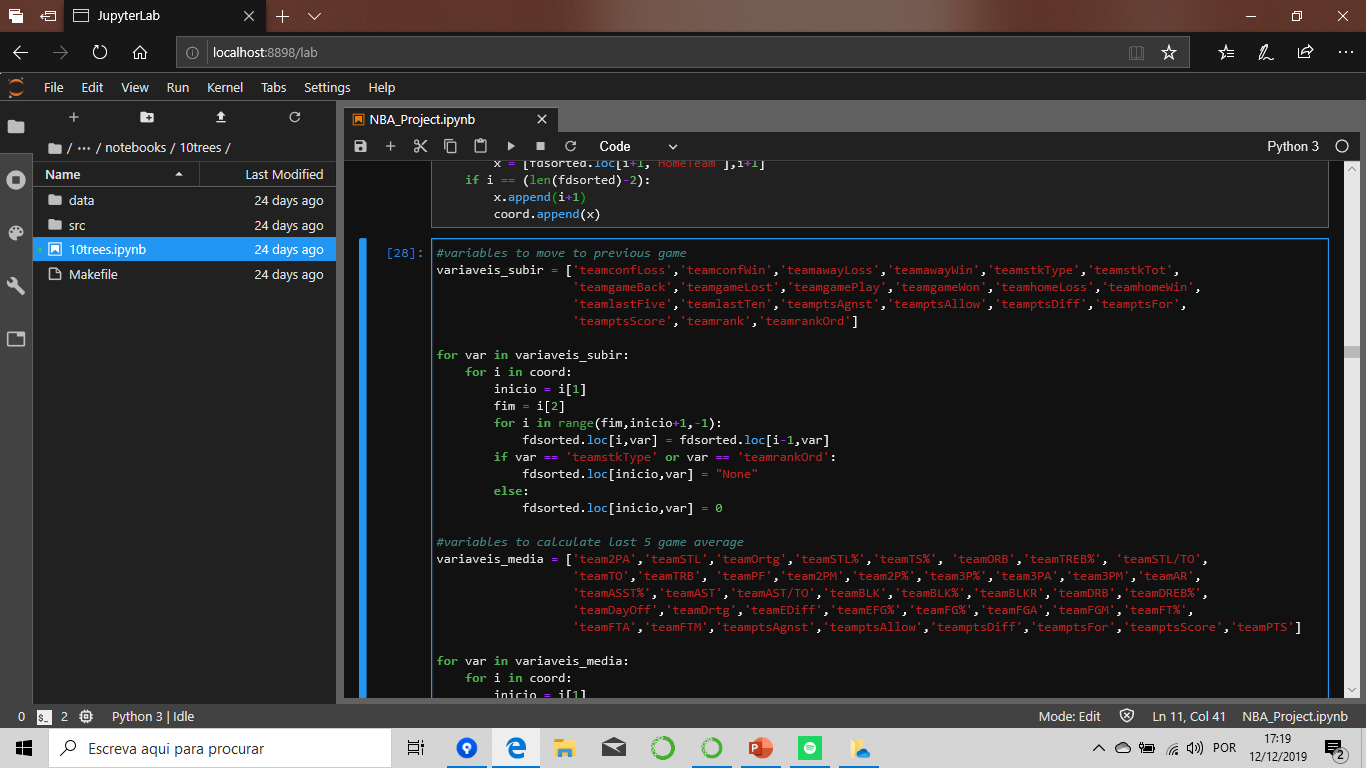 JupyterLab
localhost:8898/lab
File Edit View Run Kernel Tabs Settings Help
NBA_Project.ipynb
/ ··· / notebooks / 10trees /
Code
Python 3
Name Last Modified
data 24 days ago
src 24 days ago
10trees.ipynb 24 days ago
Makefile 24 days ago
x = [fdsorted.loc[i+1,'HomeTeam'],i+1]
if i == (len(fdsorted)-2):
x.append(i+1)
coord.append(x)
[28]:
#variables to move to previous game
variaveis_subir = ['teamconfLoss','teamconfWin','teamawayLoss','teamawayWin','teamstkType','teamstkTot',
'teamgameBack','teamgameLost','teamgamePlay','teamgameWon','teamhomeLoss','teamhomeWin',
'teamlastFive','teamlastTen','teamptsAgnst','teamptsAllow','teamptsDiff','teamptsFor',
'teamptsScore','teamrank','teamrankOrd']
for var in variaveis_subir:
for i in coord:
inicio = i[1]
fim = i[2]
for i in range(fim,inicio+1,-1):
fdsorted.loc[i,var] = fdsorted.loc[i-1,var]
if var == 'teamstkType' or var == 'teamrankOrd':
fdsorted.loc[inicio,var] = "None"
else:
fdsorted.loc[inicio,var] = 0
#variables to calculate last 5 game average
variaveis_media = ['team2PA','teamSTL','teamOrtg','teamSTL%','teamTS%', 'teamORB','teamTREB%', 'teamSTL/TO',
'teamTO','teamTRB', 'teamPF','team2PM','team2P%','team3P%','team3PA','team3PM','teamAR',
'teamASST%','teamAST','teamAST/TO','teamBLK','teamBLK%','teamBLKR','teamDRB','teamDREB%',
'teamDayOff','teamDrtg','teamEDiff','teamEFG%','teamFG%','teamFGA','teamFGM','teamFT%',
'teamFTA','teamFTM','teamptsAgnst','teamptsAllow','teamptsDiff','teamptsFor','teamptsScore','teamPTS']
for var in variaveis_media:
for i in coord:
inicio = i[1]
0 2 Python 3 | Idle
Mode: Edit Ln 11, Col 41 NBA_Project.ipynb
Escreva aqui para procurar
POR
17:19
12/12/2019
2